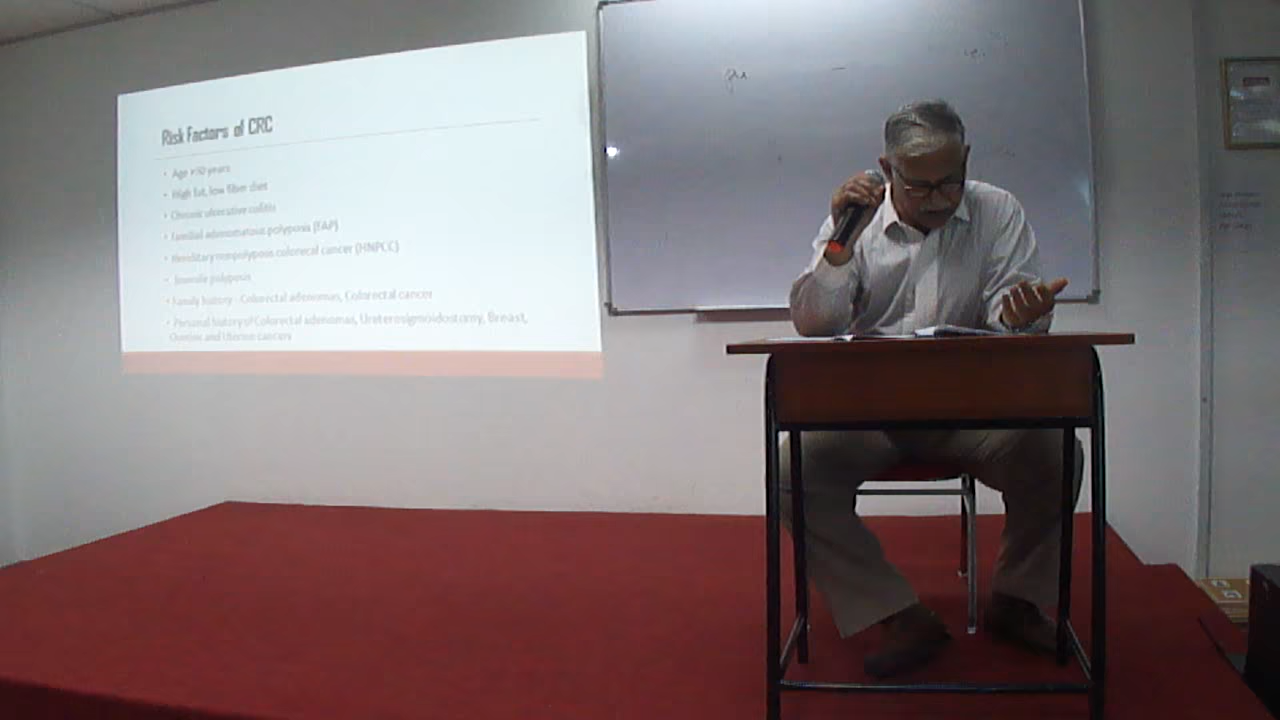 Risk Factors of CRC
• Age >50 years
• High fat, low fiber diet
• Chronic ulcerative colitis
• Familial adenomatous polyposis (FAP)
• Hereditary nonpolyposis colorecal cancer (HNPCC)
• Juvenile polyposis
• Family history - Colorectal adenomas, Colorectal cancer
• Personal history of Colorectal adenomas, Ureterosigmoidostomy, Breast,
Ovarian and Uterine cancers